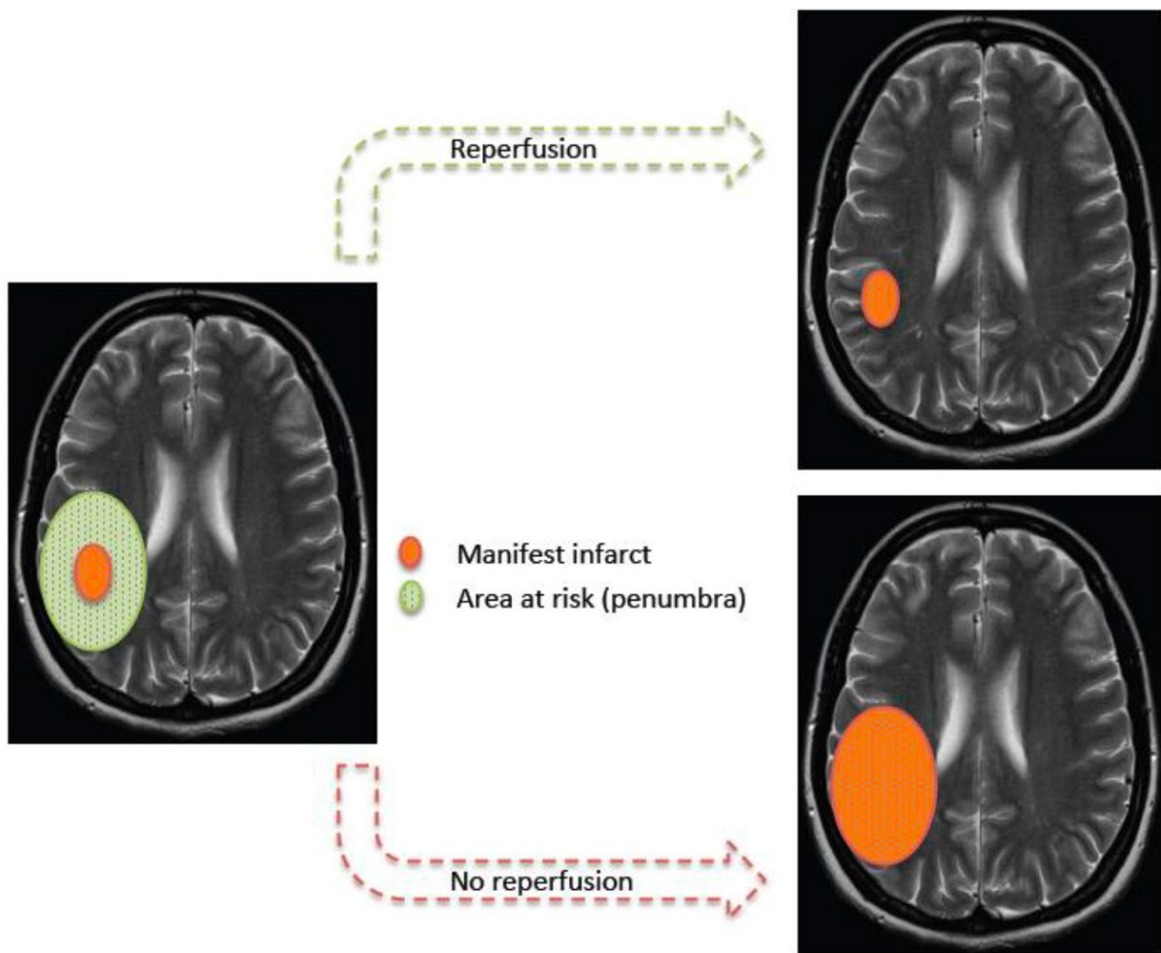 Reperfusion
Manifest infarct
Area at risk (penumbra)
No reperfusion